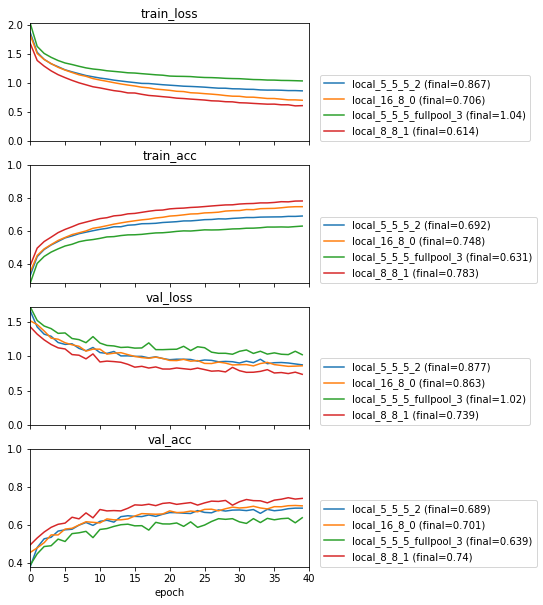 train_loss
2.0
1.5
1.0
0.5
0.0
local_5_5_5_2 (final=0.867)
local_16_8_0 (final=0.706)
local_5_5_5_fullpool_3 (final=1.04)
local_8_8_1 (final=0.614)
train_acc
1.0
0.8
0.6
0.4
local_5_5_5_2 (final=0.692)
local_16_8_0 (final=0.748)
local_5_5_5_fullpool_3 (final=0.631)
local_8_8_1 (final=0.783)
val_loss
1.5
1.0
0.5
0.0
local_5_5_5_2 (final=0.877)
local_16_8_0 (final=0.863)
local_5_5_5_fullpool_3 (final=1.02)
local_8_8_1 (final=0.739)
val_acc
1.0
0.8
0.6
0.4
local_5_5_5_2 (final=0.689)
local_16_8_0 (final=0.701)
local_5_5_5_fullpool_3 (final=0.639)
local_8_8_1 (final=0.74)
0 5 10 15 20 25 30 35 40
epoch